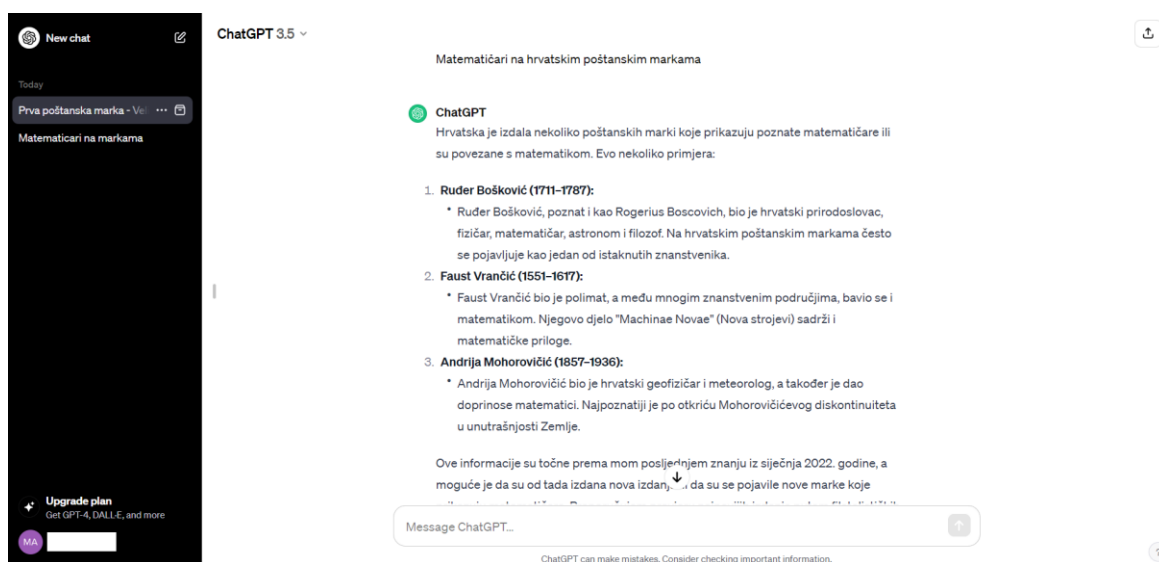 New chat
Today
Prva poštanska marka - Vel
Matematicari na markama
Upgrade plan
Get GPT-4, DALL-E, and more
MA
ChatGPT 3.5
Matematičari na hrvatskim poštanskim markama
ChatGPT
Hrvatska je izdala nekoliko poštanskih marki koje prikazuju poznate matematičare ili
su povezane s matematikom. Evo nekoliko primjera:
1. Ruđer Bošković (1711–1787):
• Ruđer Bošković, poznat i kao Rogerius Boscovich, bio je hrvatski prirodoslovac,
fizičar, matematičar, astronom i filozof. Na hrvatskim poštanskim markama često
se pojavljuje kao jedan od istaknutih znanstvenika.
2. Faust Vrančić (1551–1617):
• Faust Vrančić bio je polimat, a među mnogim znanstvenim područjima, bavio se i
matematikom. Njegovo djelo "Machinae Novae" (Nova strojevi) sadrži i
matematičke priloge.
3. Andrija Mohorovičić (1857–1936):
• Andrija Mohorovičić bio je hrvatski geofizičar i meteorolog, a također je dao
doprinose matematici. Najpoznatiji je po otkriću Mohorovičićevog diskontinuiteta
u unutrašnjosti Zemlje.
Ove informacije su točne prema mom posljednjem znanju iz siječnja 2022. godine, a
moguće je da su od tada izdana nova da su se pojavile nove marke koje
Message ChatGPT...
ChatGPT can make mistakes. Consider checking important information.
?